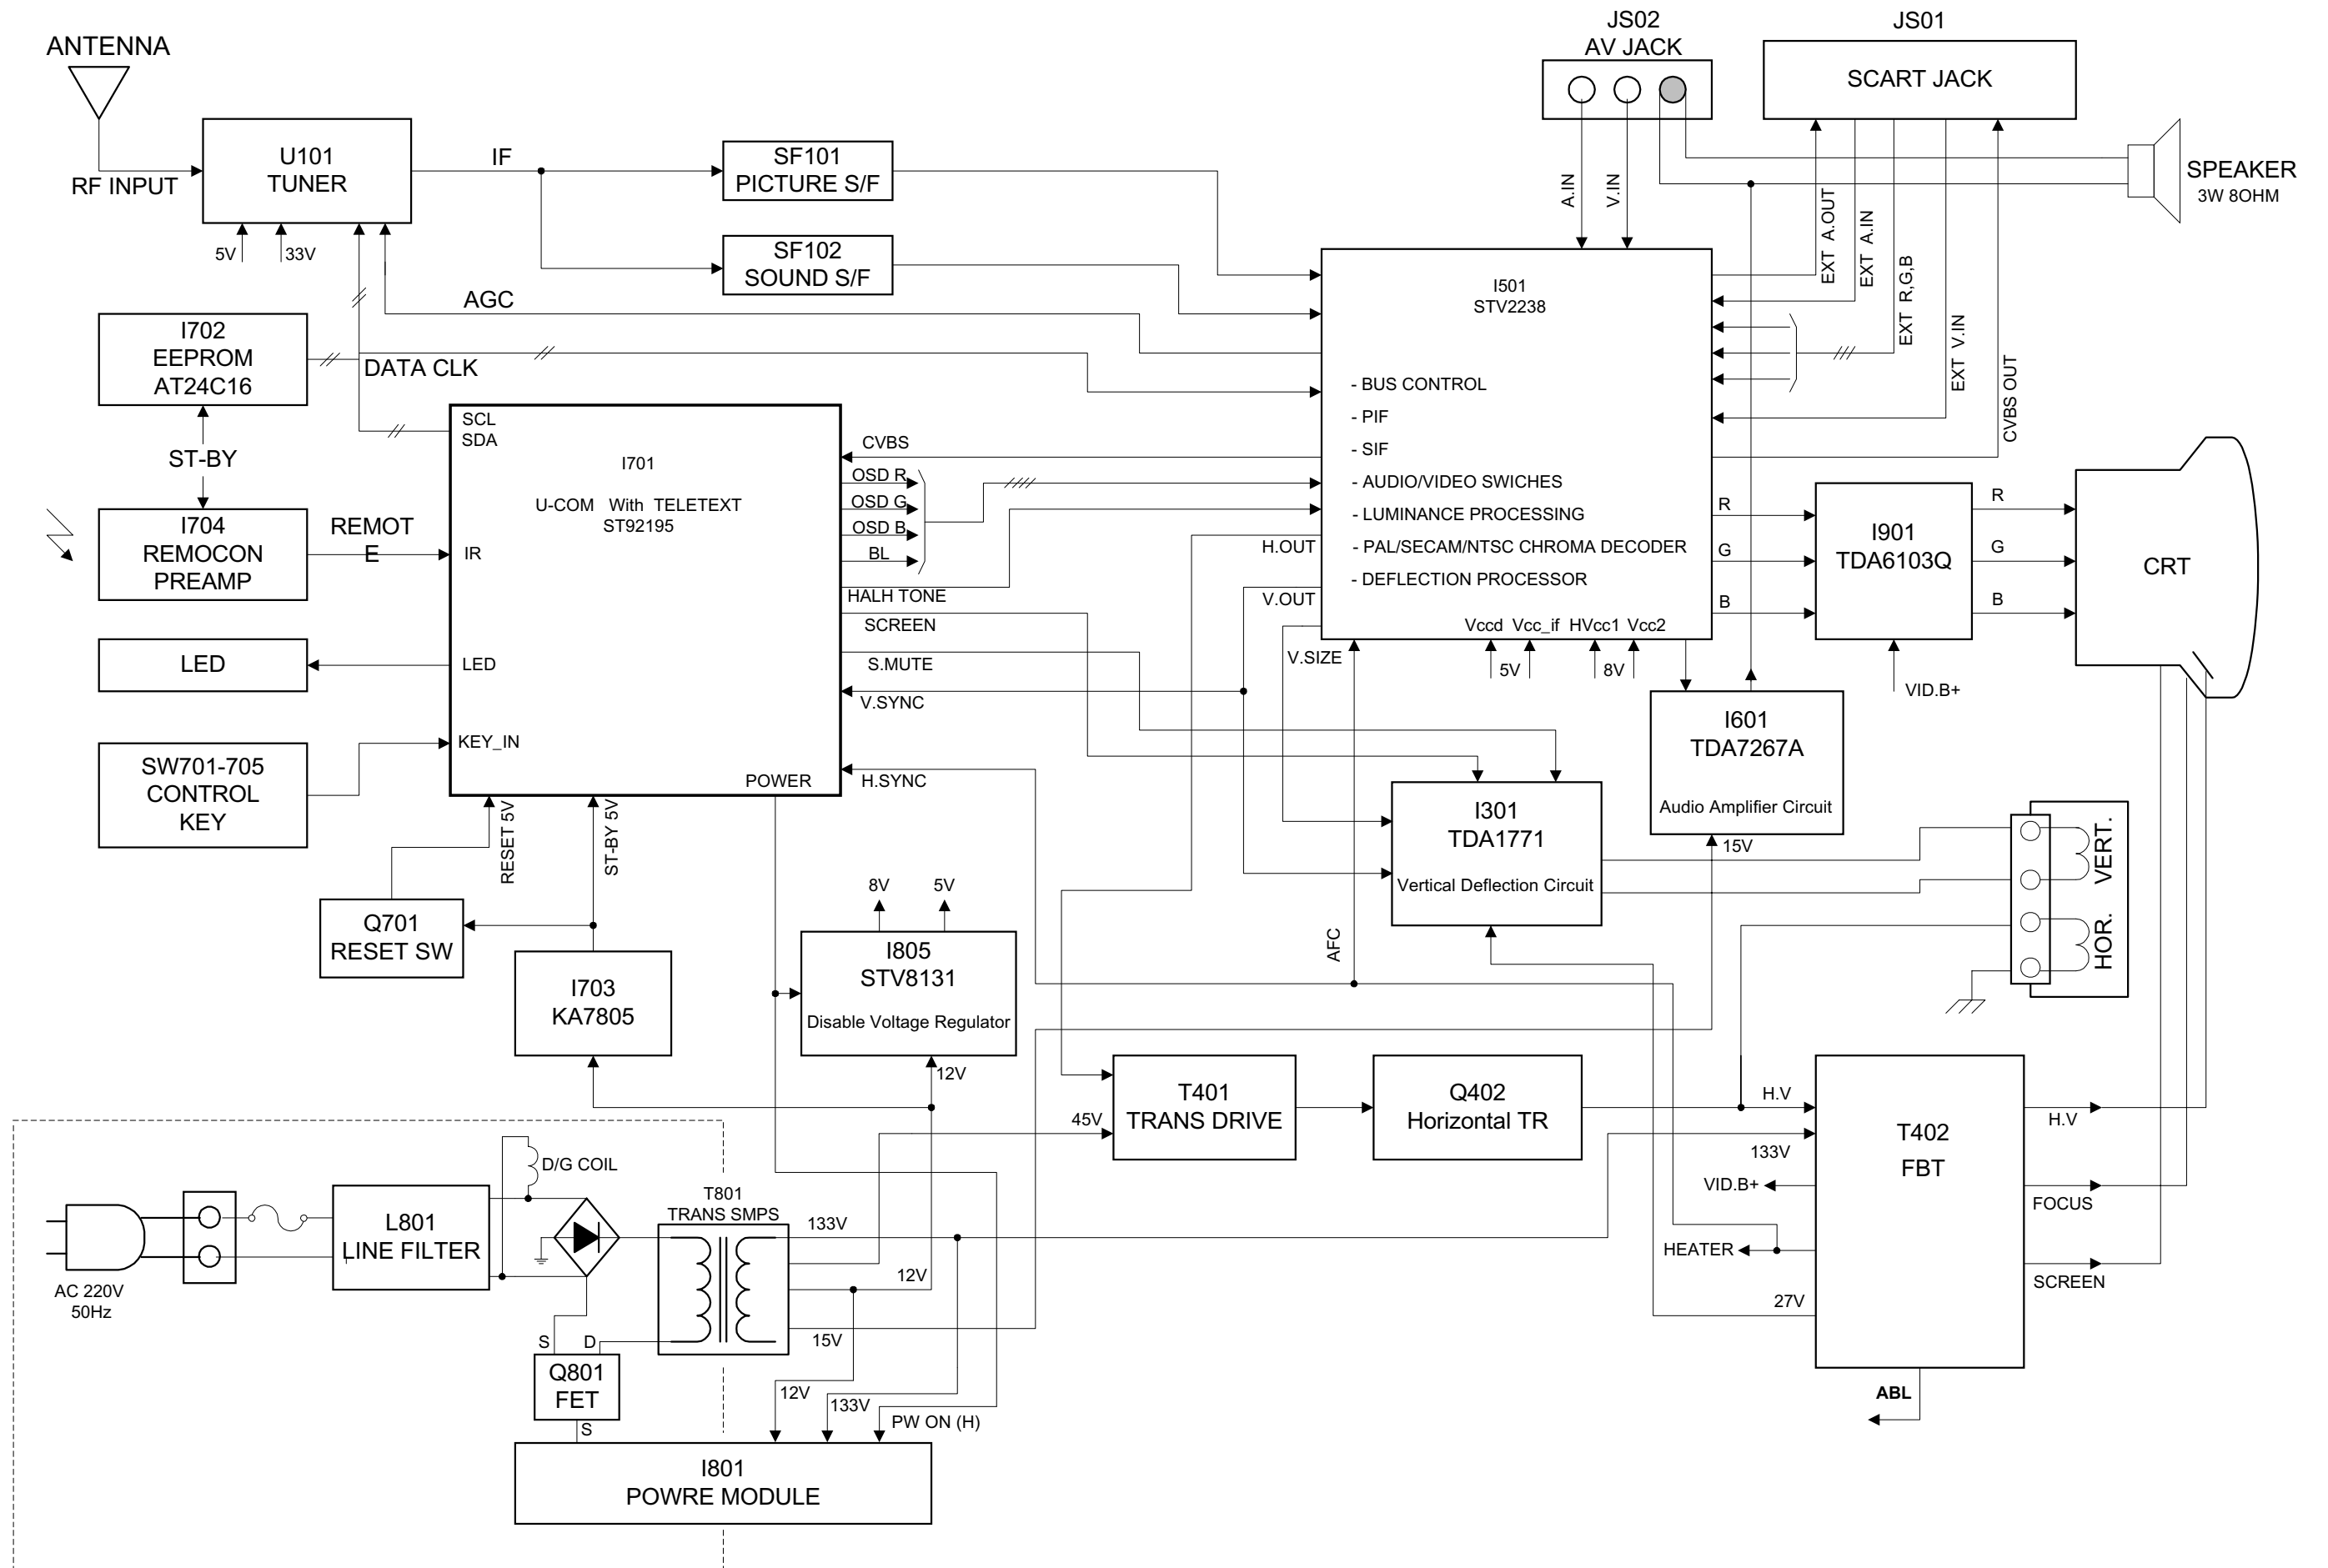 JS02
AV JACK
JS01
SCART JACK
ANTENNA
RF INPUT
U101
TUNER
5V
33V
IF
SF101
PICTURE S/F
SF102
SOUND S/F
AGC
A.IN
V.IN
EXT A.OUT
EXT A.IN
EXT R,G,B
EXT V.IN
CVBS OUT
SPEAKER
3W 8OHM
I702
EEPROM
AT24C16
DATA CLK
ST-BY
I704
REMOCON
PREAMP
REMOT
E
LED
SW701-705
CONTROL
KEY
SCL
SDA
I701
U-COM With TELETEXT
ST92195
IR
LED
KEY_IN
POWER
CVBS
OSD R
OSD G
OSD B
BL
HALH TONE
SCREEN
S.MUTE
V.SYNC
H.SYNC
I501
STV2238
- BUS CONTROL
- PIF
- SIF
- AUDIO/VIDEO SWICHES
- LUMINANCE PROCESSING
- PAL/SECAM/NTSC CHROMA DECODER
- DEFLECTION PROCESSOR
Vccd Vcc_if HVcc1 Vcc2
5V
8V
H.OUT
V.OUT
V.SIZE
R
G
B
I901
TDA6103Q
VID.B+
R
G
B
CRT
I601
TDA7267A
Audio Amplifier Circuit
15V
I301
TDA1771
Vertical Deflection Circuit
VERT.
HOR.
RESET 5V
ST-BY 5V
Q701
RESET SW
I703
KA7805
8V
5V
I805
STV8131
Disable Voltage Regulator
12V
AFC
45V
T401
TRANS DRIVE
Q402
Horizontal TR
H.V
133V
VID.B+
HEATER
27V
T402
FBT
H.V
FOCUS
SCREEN
ABL
D/G COIL
AC 220V
50Hz
L801
LINE FILTER
T801
TRANS SMPS
133V
12V
15V
S
D
Q801
FET
S
12V
133V
PW ON (H)
I801
POWRE MODULE